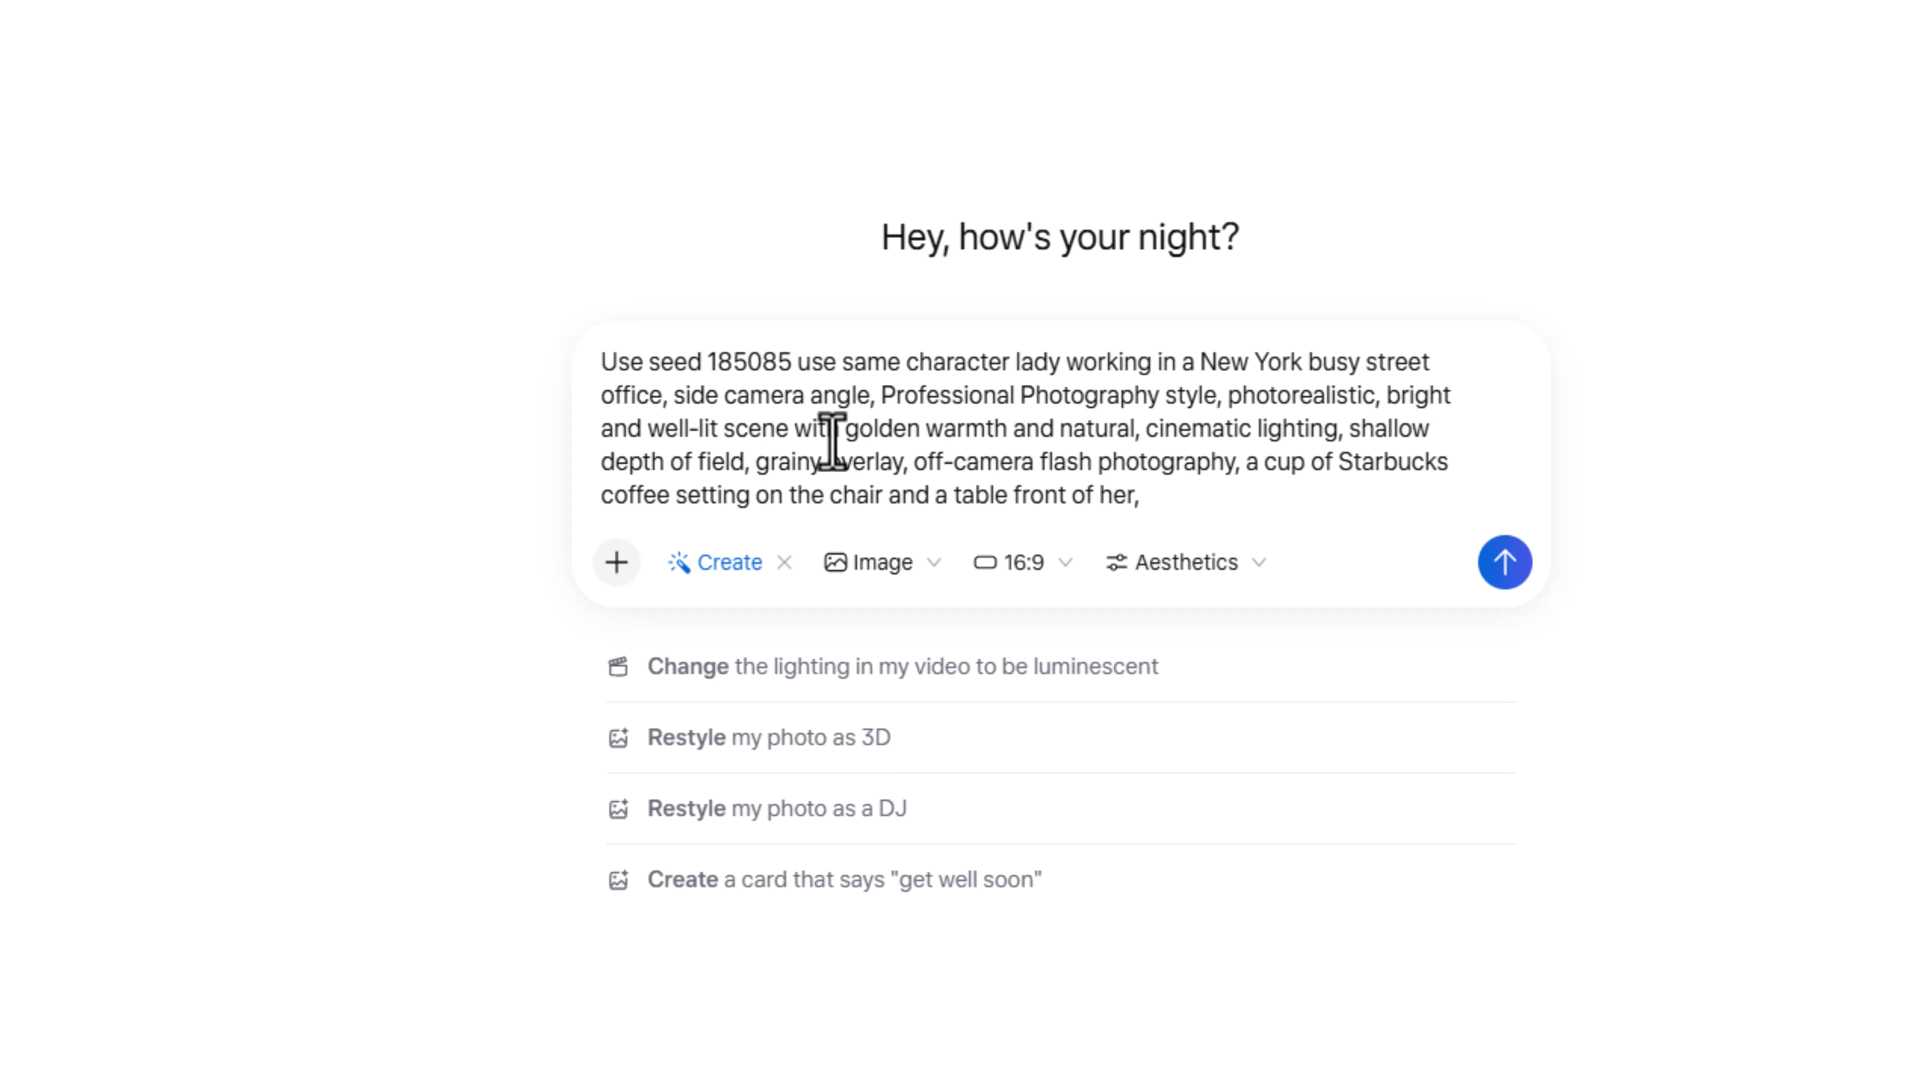 Hey, how's your night?
Use seed 185085 use same character lady working in a New York busy street
office, side camera angle, Professional Photography style, photorealistic, bright
and well-lit scene with golden warmth and natural, cinematic lighting, shallow
depth of field, grainy overlay, off-camera flash photography, a cup of Starbucks
coffee setting on the chair and a table front of her,
Create Image 16:9 Aesthetics
Change the lighting in my video to be luminescent
Restyle my photo as 3D
Restyle my photo as a DJ
Create a card that says "get well soon"